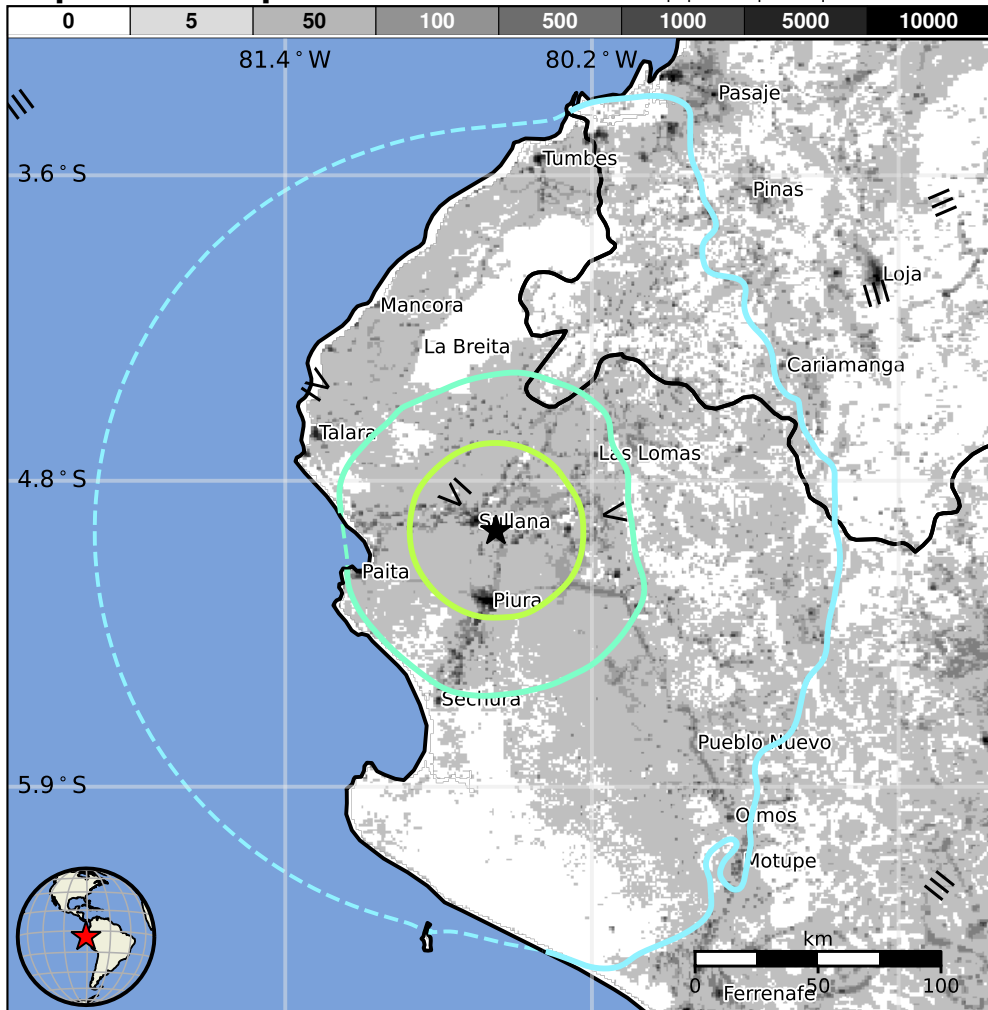 0 5 50 100 500 1000 5000 10000
81.4°W 80.2°W
Pasaje
III
Tumbes
3.6°S
Pinas
III
Loja
III
Mancora
La Breita
Cariamanga
IV
Talara
Las Lomas
4.8°S
VI
V
Sullana
Paita
Piura
Sechura
Pueblo Nuevo
5.9°S
Olmos
Motupe
III
km
0 50 100
Ferrenafe